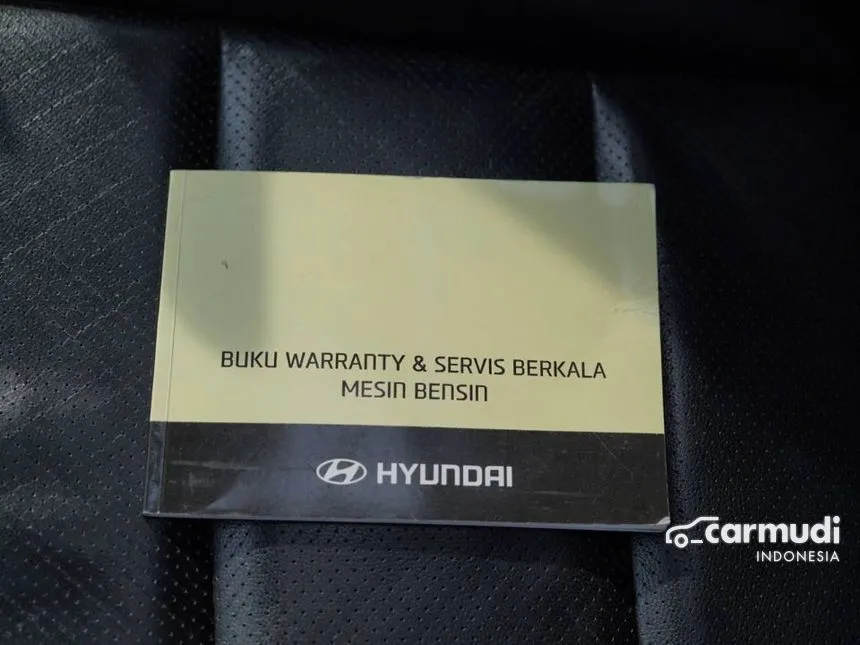 BUKU WARRANTY & SERVIS BERKALA
MESIN BENSIN
HYUNDAI
carmudi
INDONESIA